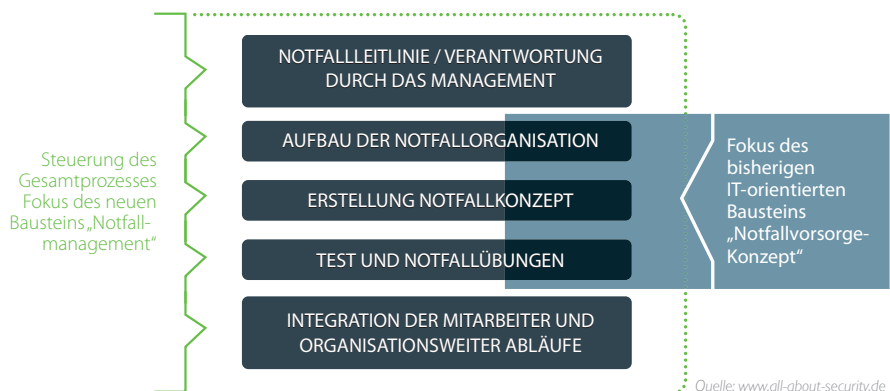 NOTFALLLEITLINIE / VERANTWORTUNG
DURCH DAS MANAGEMENT
AUFBAU DER NOTFALLORGANISATION
ERSTELLUNG NOTFALLKONZEPT
TEST UND NOTFALLÜBUNGEN
INTEGRATION DER MITARBEITER UND
ORGANISATIONSWEITER ABLÄUFE
Steuerung des
Gesamtprozesses
Fokus des neuen
Bausteins „Notfall-
management“
Fokus des
bisherigen
IT-orientierten
Bausteins
„Notfallvorsorge-
Konzept“
Quelle: www.all-about-security.de